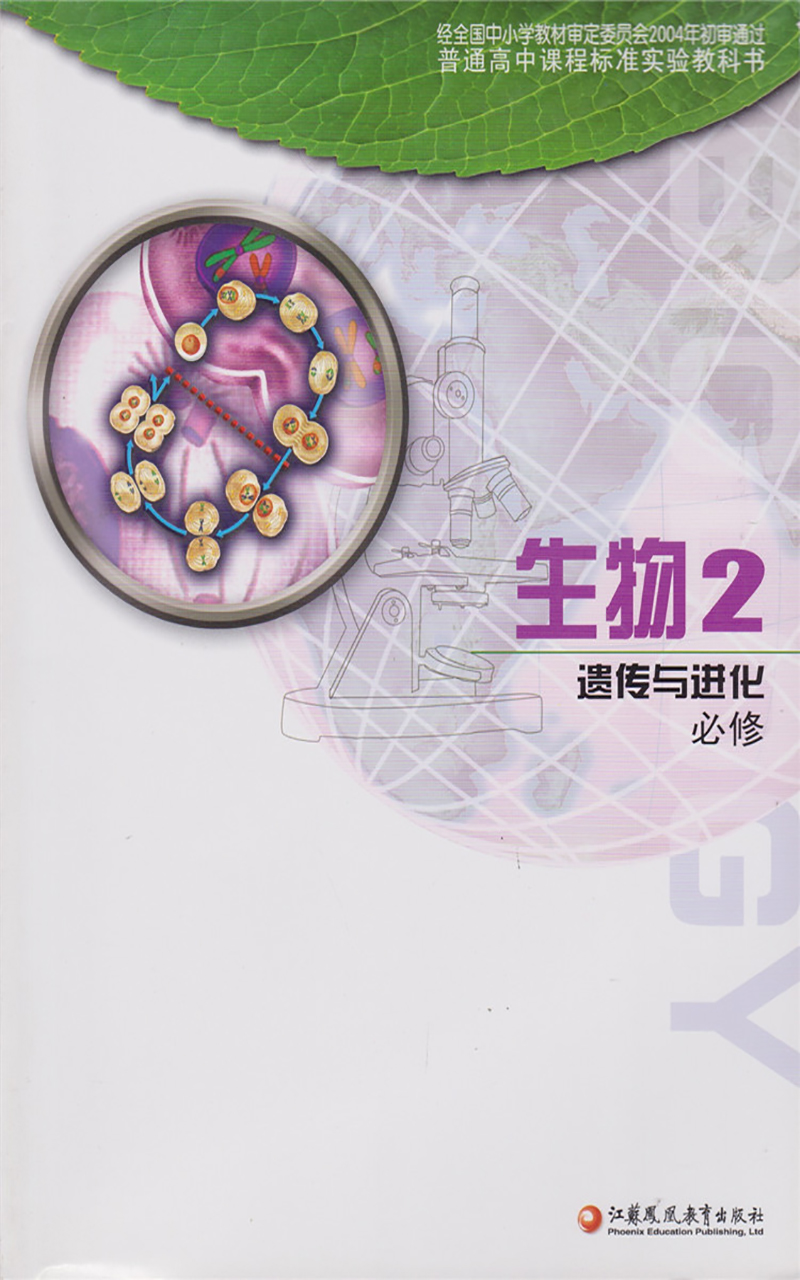 经全国中小学教材审定委员会2004年初审通过
普通高中课程标准实验教科书
生物2
遗传与进化
必修
GY
江苏凤凰教育出版社
Phoenix Education Publishing, Ltd